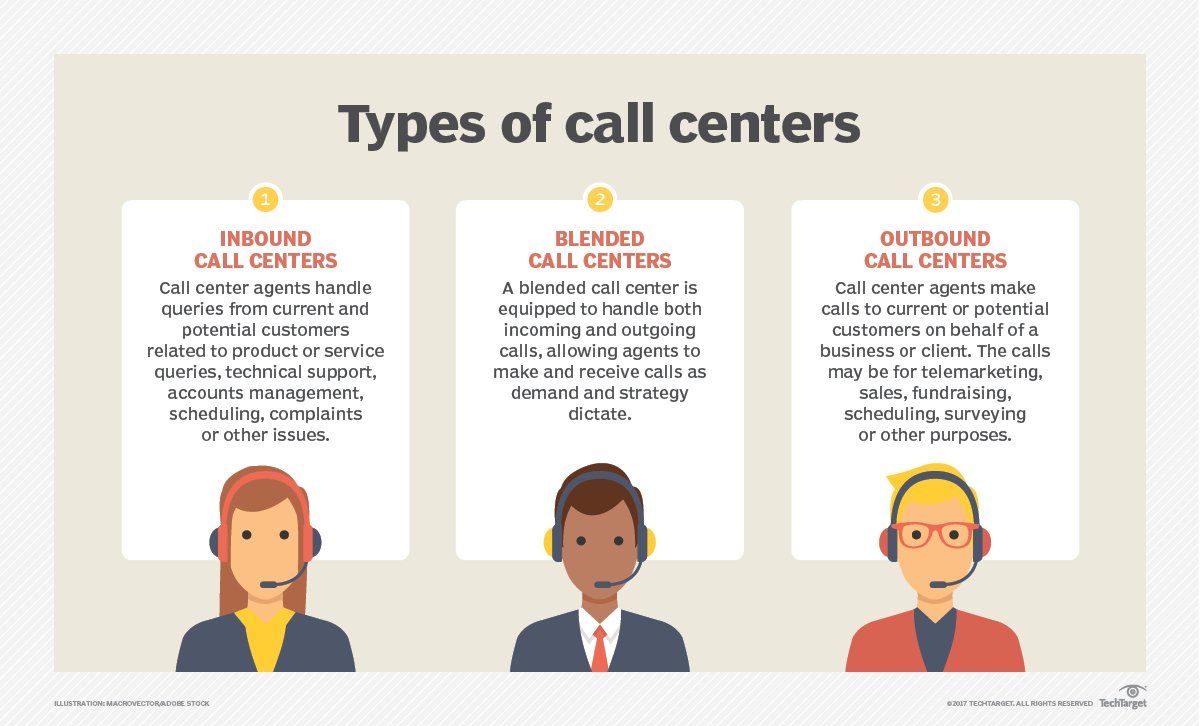 Types of call centers
1
INBOUND
CALL CENTERS
Call center agents handle
queries from current and
potential customers
related to product or service
queries, technical support,
accounts management,
scheduling, complaints
or other issues.
2
BLENDED
CALL CENTERS
A blended call center is
equipped to handle both
incoming and outgoing
calls, allowing agents to
make and receive calls as
demand and strategy
dictate.
3
OUTBOUND
CALL CENTERS
Call center agents make
calls to current or potential
customers on behalf of a
business or client. The calls
may be for telemarketing,
sales, fundraising,
scheduling, surveying
or other purposes.
ILLUSTRATION: MACROVECTOR/ADOBE STOCK
©2017 TECHTARGET. ALL RIGHTS RESERVED
TechTarget